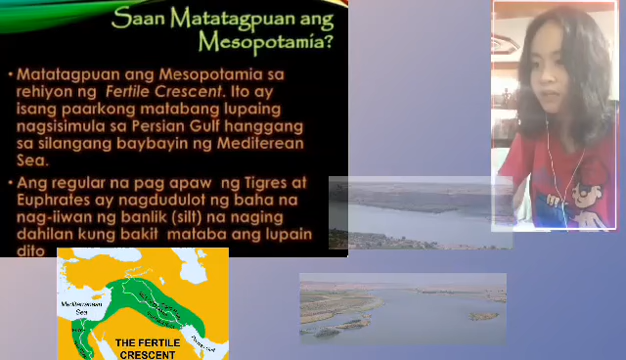 Saan Matatagpuan ang
Mesopotamia?
• Matatagpuan ang Mesopotamia sa
rehiyon ng Fertile Crescent. Ito ay
isang paarkong matabang lupaing
nagsisimula sa Persian Gulf hanggang
sa silangang baybayin ng Mediterean
Sea.
• Ang regular na pag apaw ng Tigres at
Euphrates ay nagdudulot ng baha na
nag-iiwan ng banlik (silt) na naging
dahilan kung bakit mataba ang lupain
dito
Mediterranean
Sea
THE FERTILE
CRESCENT